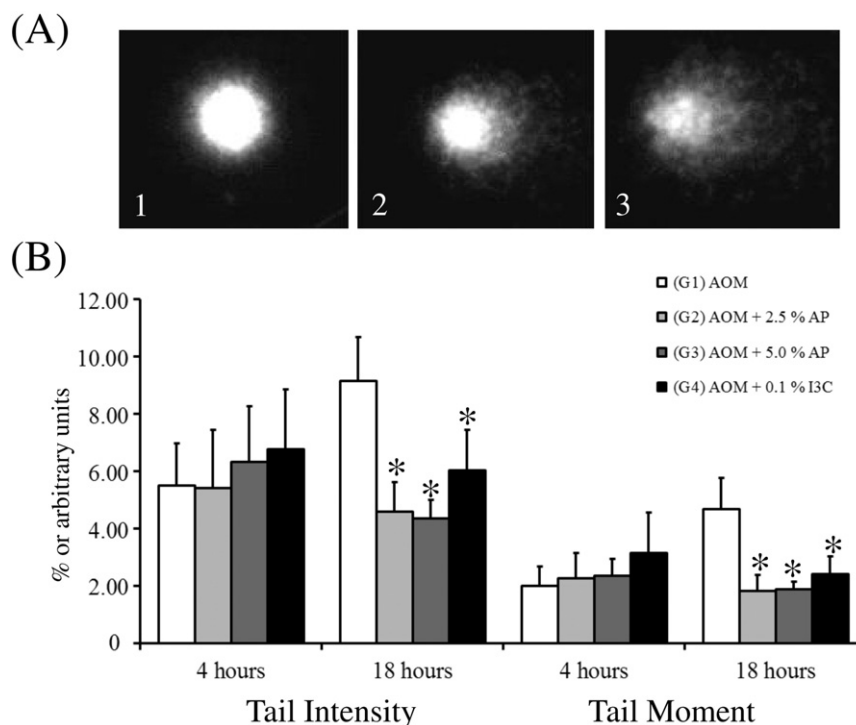 (A)
1
2
3
(B)
% or arbitrary units
12.00
10.00
8.00
6.00
4.00
2.00
0
(G1) AOM
(G2) AOM + 2.5 % AP
(G3) AOM + 5.0 % AP
(G4) AOM + 0.1 % I3C
* * *
* * *
4 hours 18 hours 4 hours 18 hours
Tail Intensity Tail Moment